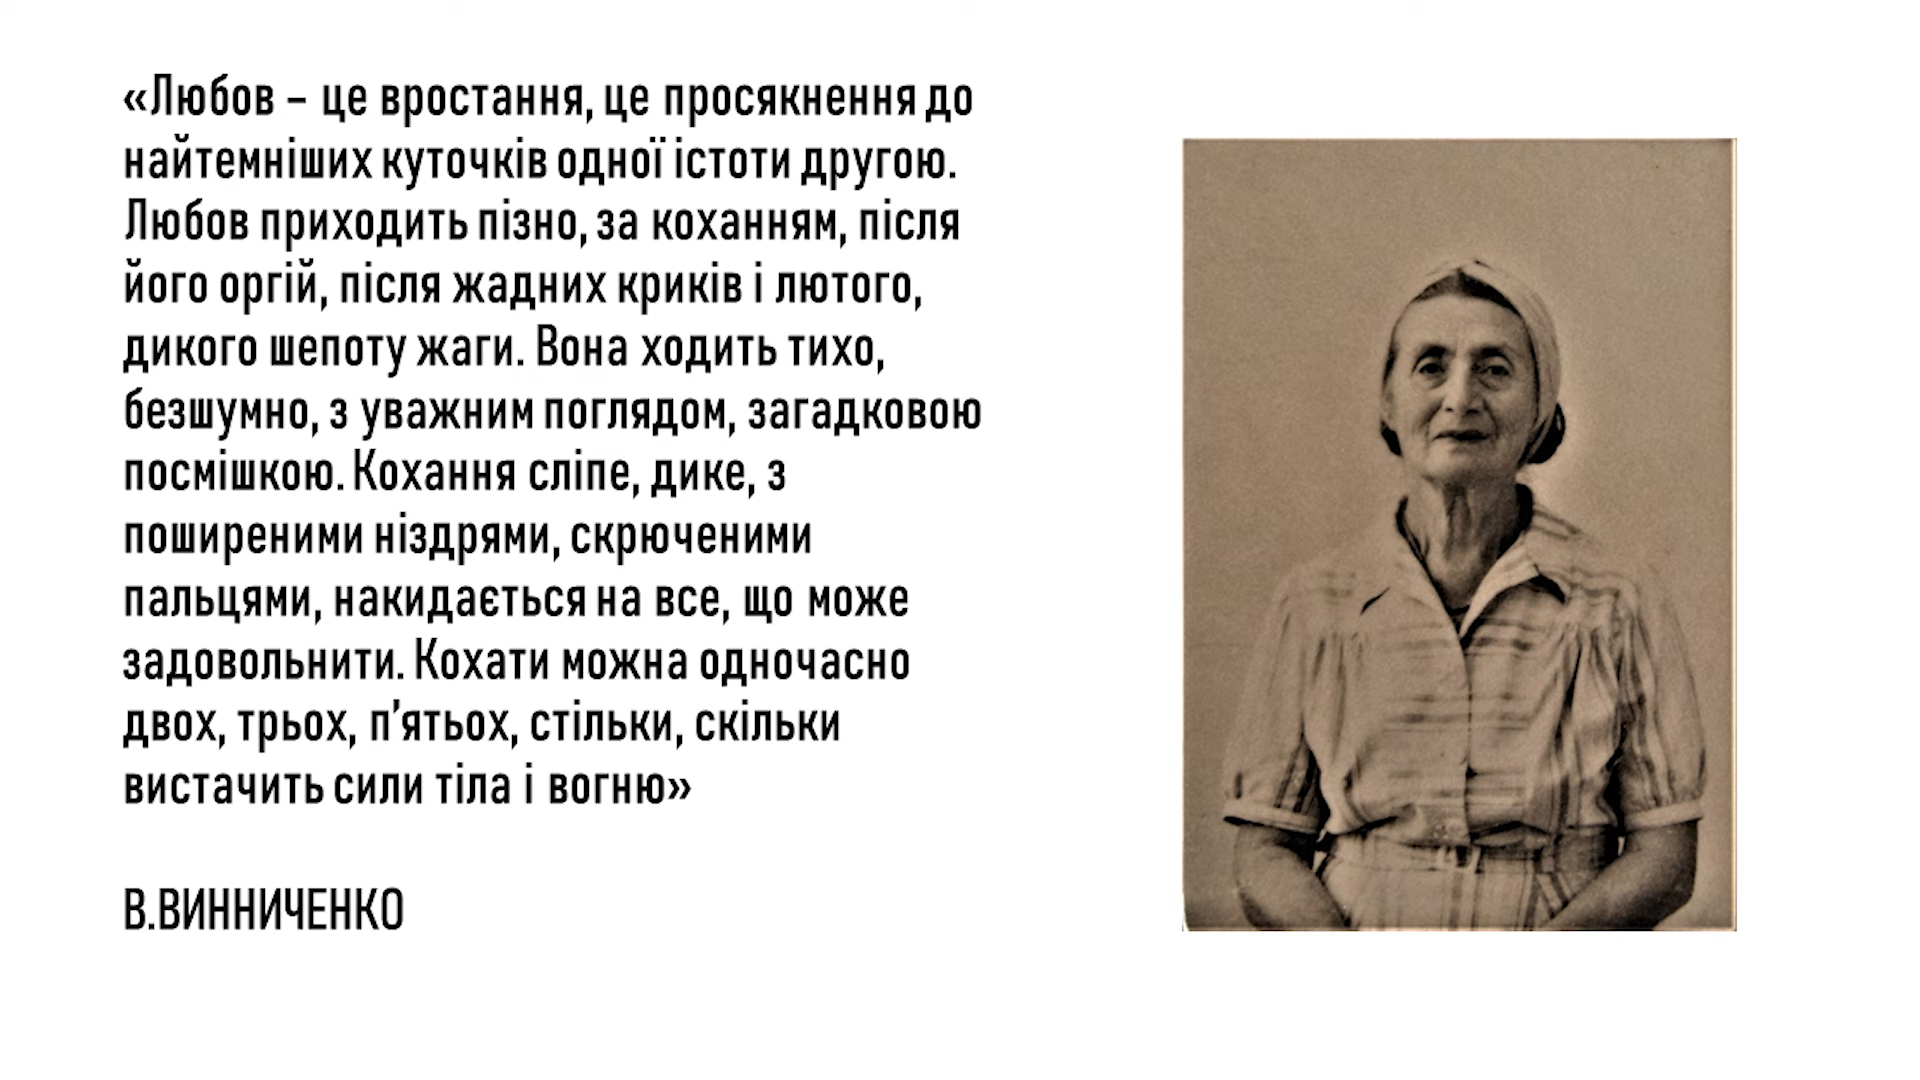 «Любов – це вростання, це просякнення до
найтемніших куточків одної істоти другою.
Любов приходить пізно, за коханням, після
його оргій, після жадних криків і лютого,
дикого шепоту жаги. Вона ходить тихо,
безшумно, з уважним поглядом, загадковою
посмішкою. Кохання сліпе, дике, з
поширеними ніздрями, скрюченими
пальцями, накидається на все, що може
задовольнити. Кохати можна одночасно
двох, трьох, п’ятьох, стільки, скільки
вистачить сили тіла і вогню»
В.ВИННИЧЕНКО